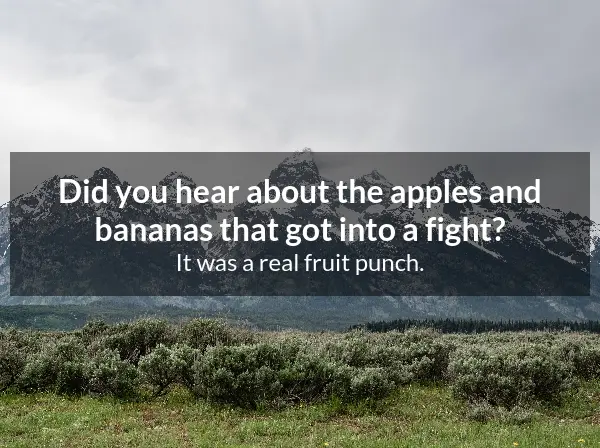 Did you hear about the apples and
bananas that got into a fight?
It was a real fruit punch.